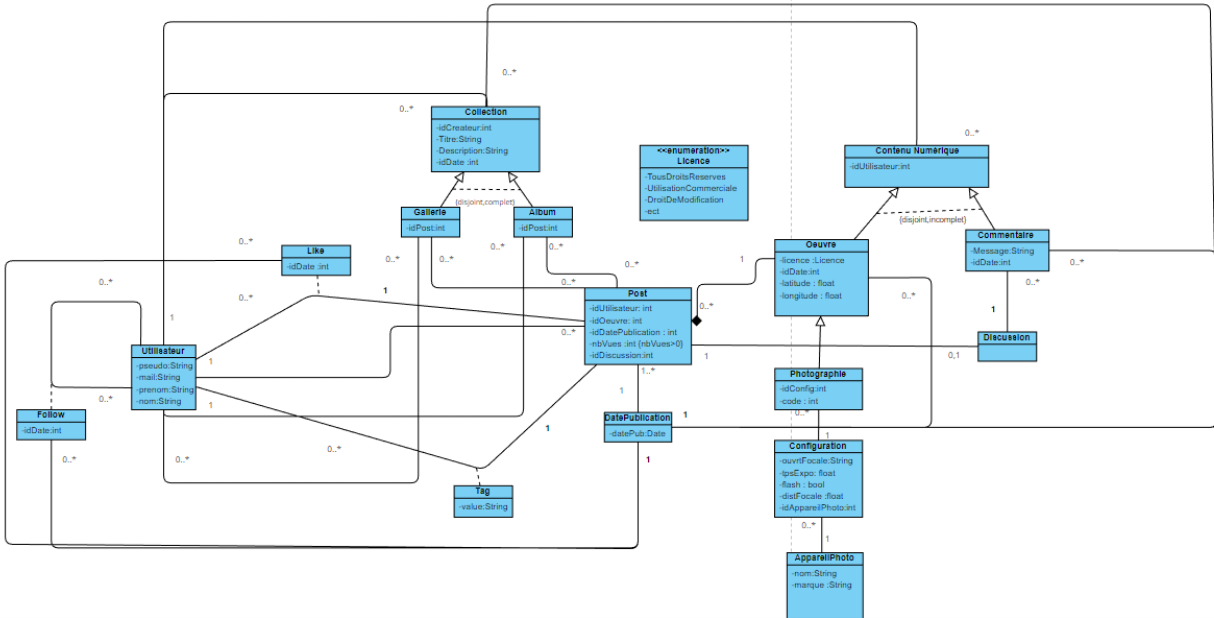 0..*
0..*
0..*
Collection
-idCreateur:int
-Titre:String
-Description:String
-idDate :int
{disjoint,complet}
<<enumeration>>
Licence
-TousDroitsReserves
-UtilisationCommerciale
-DroitDeModification
-ect
0..*
Contenu Numérique
-idUtilisateur:int
{disjoint,incomplet}
Gallerie
-idPost:int
Album
-idPost:int
0..*
0..*
0..*
0..*
0..*
0..*
Like
-idDate :int
0..*
0..*
1
Oeuvre
-licence :Licence
-idDate:int
-latitude : float
-longitude : float
1
0..*
0..*
Commentaire
-Message:String
-idDate:int
0..*
0..*
1
Discussion
0,1
Post
-idUtilisateur: int
-idOeuvre: int
-idDatePublication : int
-nbVues :int {nbVues>0}
-idDiscussion:int
0..*
1
1..*
1
0..*
0..*
1
Utilisateur
-pseudo:String
-mail:String
-prenom:String
-nom:String
1
1
0..*
Follow
-idDate:int
0..*
0..*
0..*
1
Tag
-value:String
DatePublication
-datePub:Date
1
1
Photographie
-idConfig:int
-code : int
0..*
Configuration
-ouvrtFocale:String
-tpsExpo: float
-flash : bool
-distFocale :float
-idAppareilPhoto:int
0..*
1
AppareilPhoto
-nom:String
-marque :String